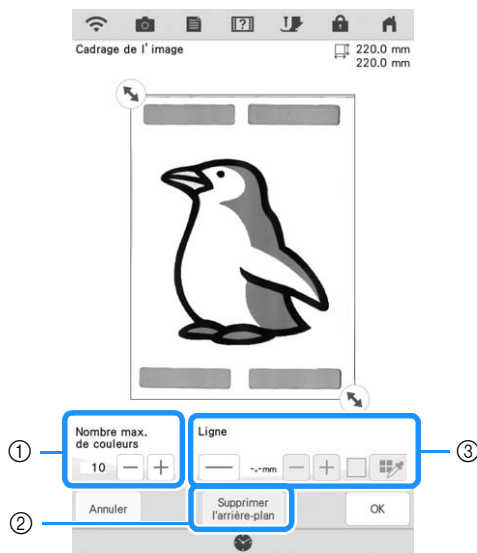 Cadrage de l'image
220.0 mm
220.0 mm
Nombre max.
de couleurs
10 − +
Ligne
-.-mm − +
Annuler
Supprimer
l'arrière-plan
OK
①
②
③